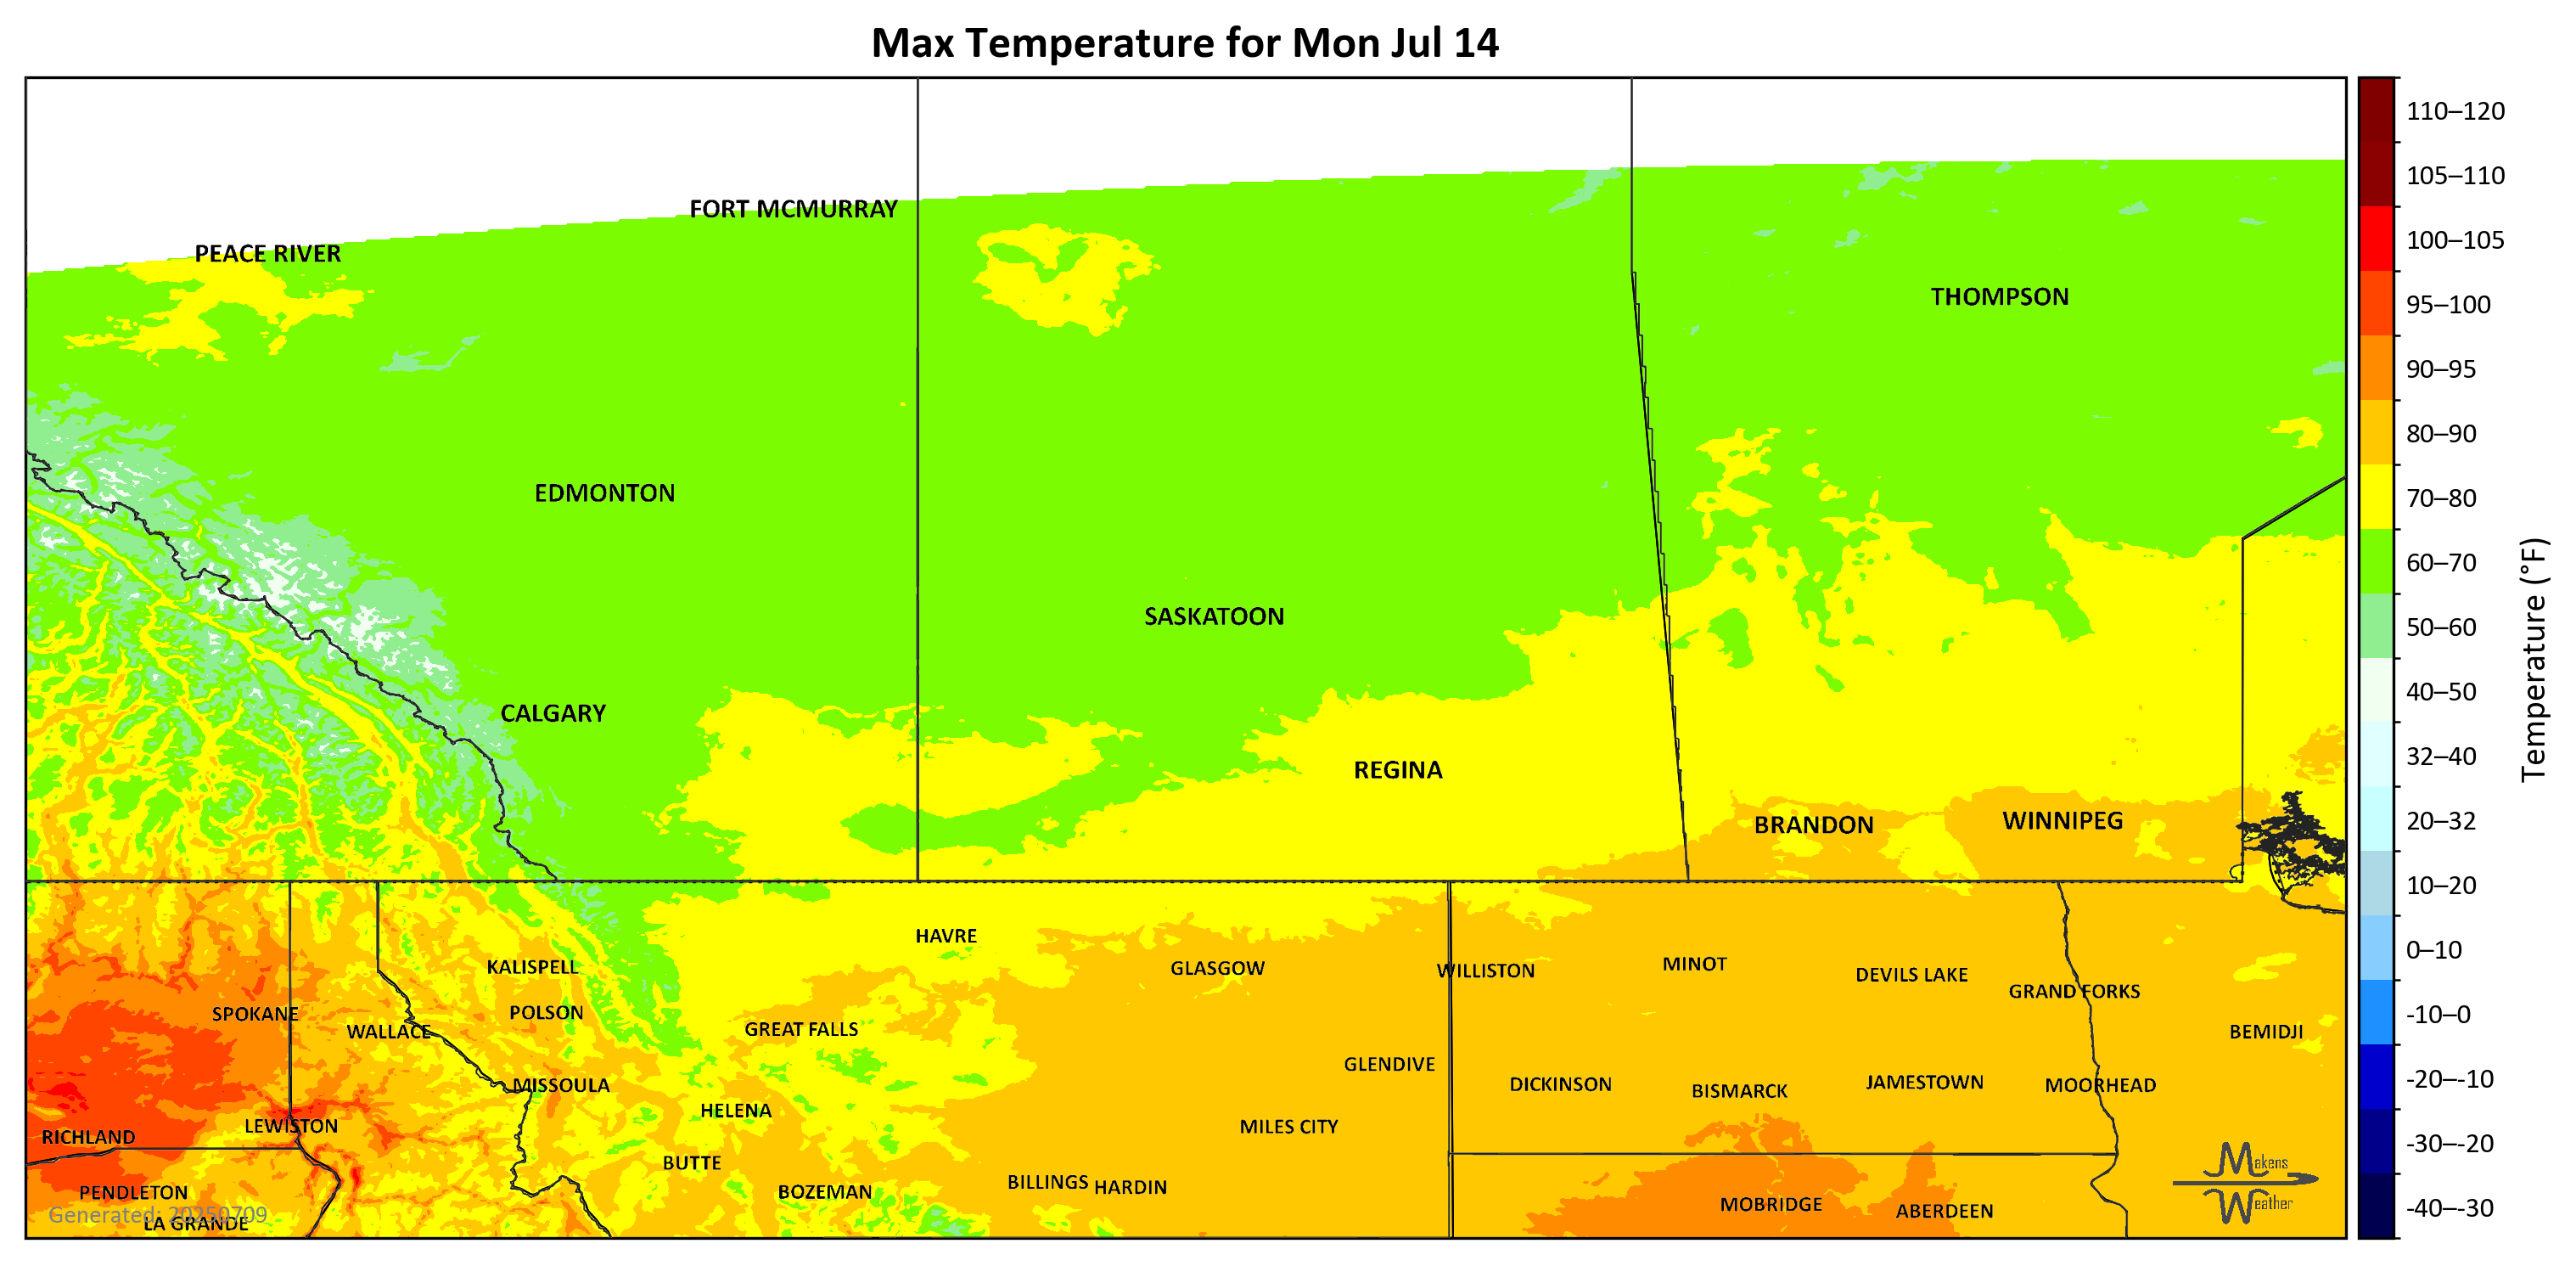 Max Temperature for Mon Jul 14
110–120
105–110
FORT MCMURRAY
100–105
PEACE RIVER
THOMPSON
95–100
90–95
80–90
EDMONTON
70–80
60–70
SASKATOON
50–60
CALGARY
40–50
Temperature (°F)
REGINA
32–40
BRANDON
WINNIPEG
20–32
10–20
HAVRE
0–10
KALISPELL
GLASGOW
WILLISTON
MINOT
DEVILS LAKE
GRAND FORKS
SPOKANE
POLSON
-10–0
WALLACE
GREAT FALLS
BEMIDJI
GLENDIVE
-20–-10
MISSOULA
DICKINSON
BISMARCK
JAMESTOWN
MOORHEAD
HELENA
LEWISTON
MILES CITY
RICHLAND
-30–-20
BUTTE
Makens
Weather
PENDLETON
BOZEMAN
BILLINGS
HARDIN
MOBRIDGE
ABERDEEN
-40–-30
Generated: 20250709
LA GRANDE